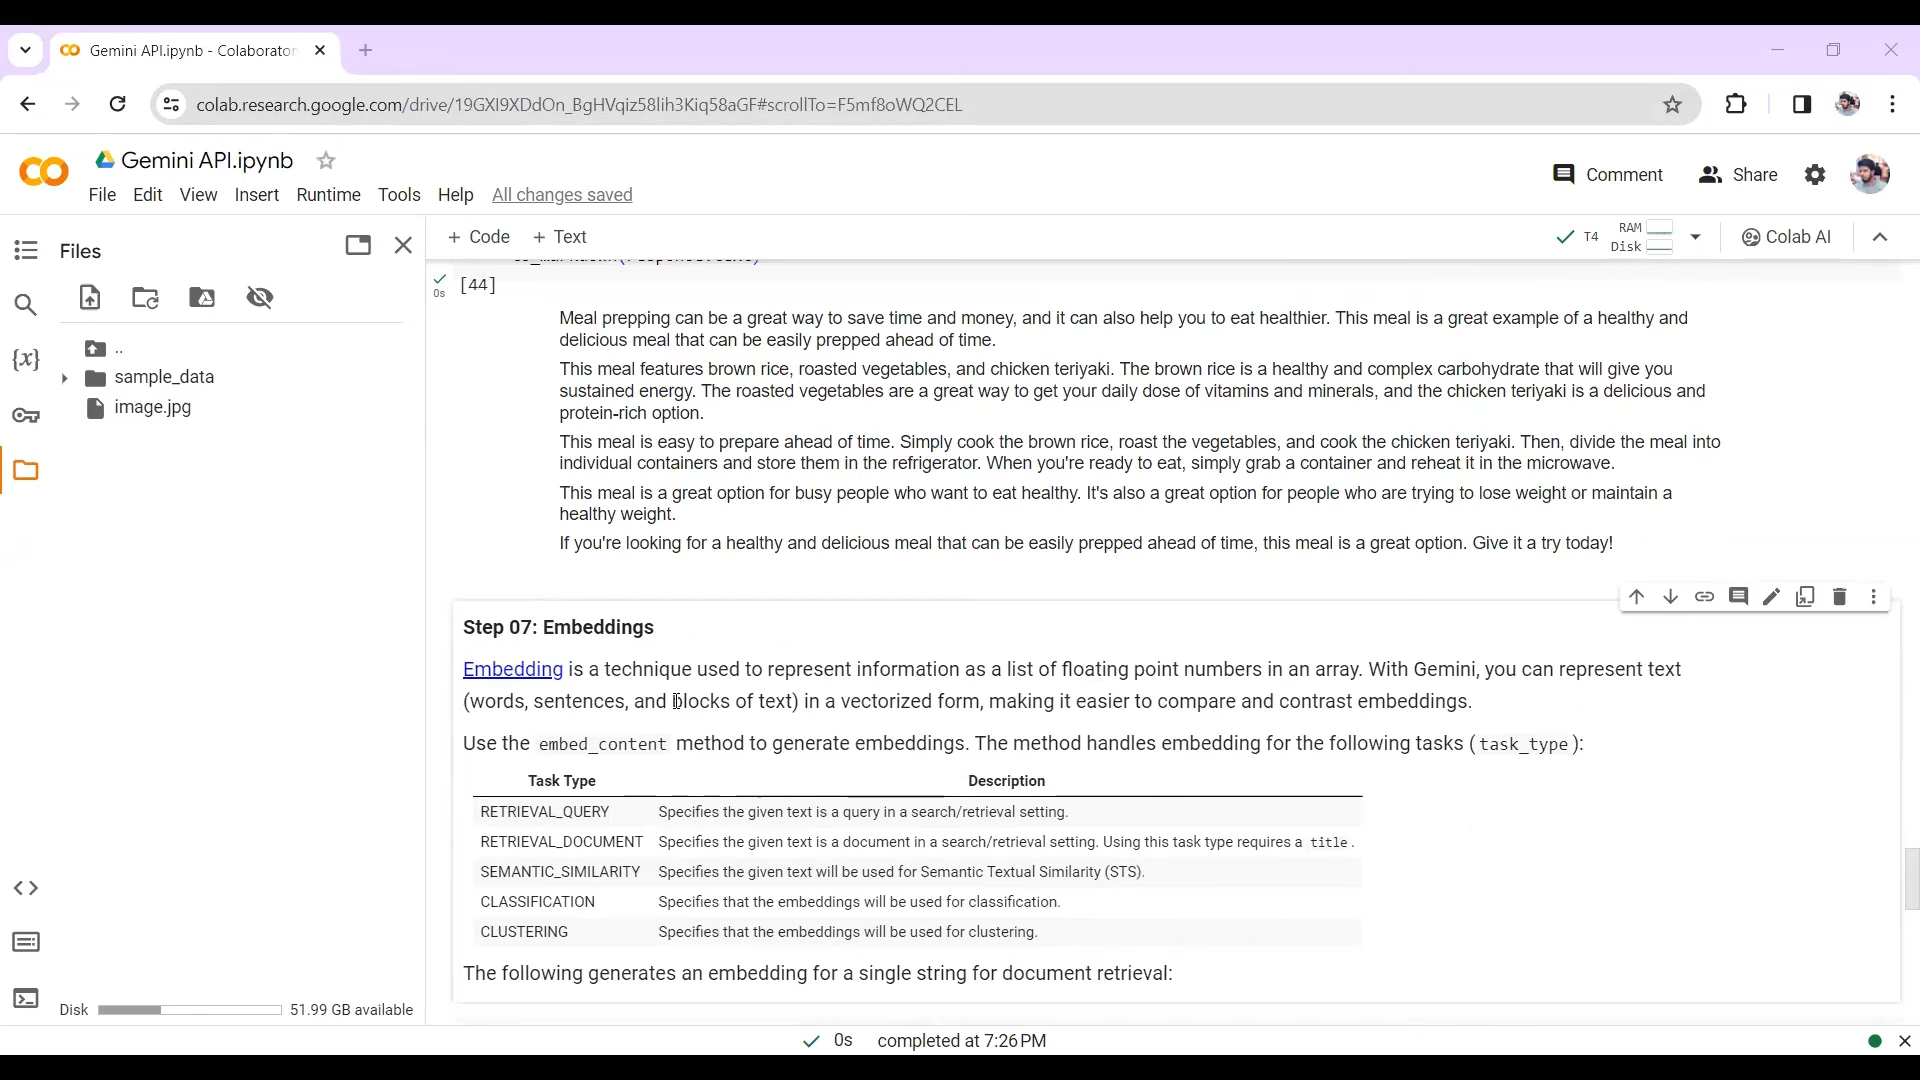 Gemini API.ipynb - Colaborator
colab.research.google.com/drive/19GXI9XDdOn_BgHVqiz58lih3Kiq58aGF#scrollTo=F5mf8oWQ2CEL
Gemini API.ipynb
Comment
Share
File Edit View Insert Runtime Tools Help All changes saved
Files
+ Code + Text
T4
RAM
Disk
Colab AI
0s
[44]
..
sample_data
image.jpg
Meal prepping can be a great way to save time and money, and it can also help you to eat healthier. This meal is a great example of a healthy and
delicious meal that can be easily prepped ahead of time.
This meal features brown rice, roasted vegetables, and chicken teriyaki. The brown rice is a healthy and complex carbohydrate that will give you
sustained energy. The roasted vegetables are a great way to get your daily dose of vitamins and minerals, and the chicken teriyaki is a delicious and
protein-rich option.
This meal is easy to prepare ahead of time. Simply cook the brown rice, roast the vegetables, and cook the chicken teriyaki. Then, divide the meal into
individual containers and store them in the refrigerator. When you're ready to eat, simply grab a container and reheat it in the microwave.
This meal is a great option for busy people who want to eat healthy. It's also a great option for people who are trying to lose weight or maintain a
healthy weight.
If you're looking for a healthy and delicious meal that can be easily prepped ahead of time, this meal is a great option. Give it a try today!
Step 07: Embeddings
Embedding is a technique used to represent information as a list of floating point numbers in an array. With Gemini, you can represent text
(words, sentences, and blocks of text) in a vectorized form, making it easier to compare and contrast embeddings.
Use the embed_content method to generate embeddings. The method handles embedding for the following tasks (task_type):
Task Type Description
RETRIEVAL_QUERY Specifies the given text is a query in a search/retrieval setting.
RETRIEVAL_DOCUMENT Specifies the given text is a document in a search/retrieval setting. Using this task type requires a title.
SEMANTIC_SIMILARITY Specifies the given text will be used for Semantic Textual Similarity (STS).
CLASSIFICATION Specifies that the embeddings will be used for classification.
CLUSTERING Specifies that the embeddings will be used for clustering.
The following generates an embedding for a single string for document retrieval:
Disk 51.99 GB available
0s completed at 7:26 PM